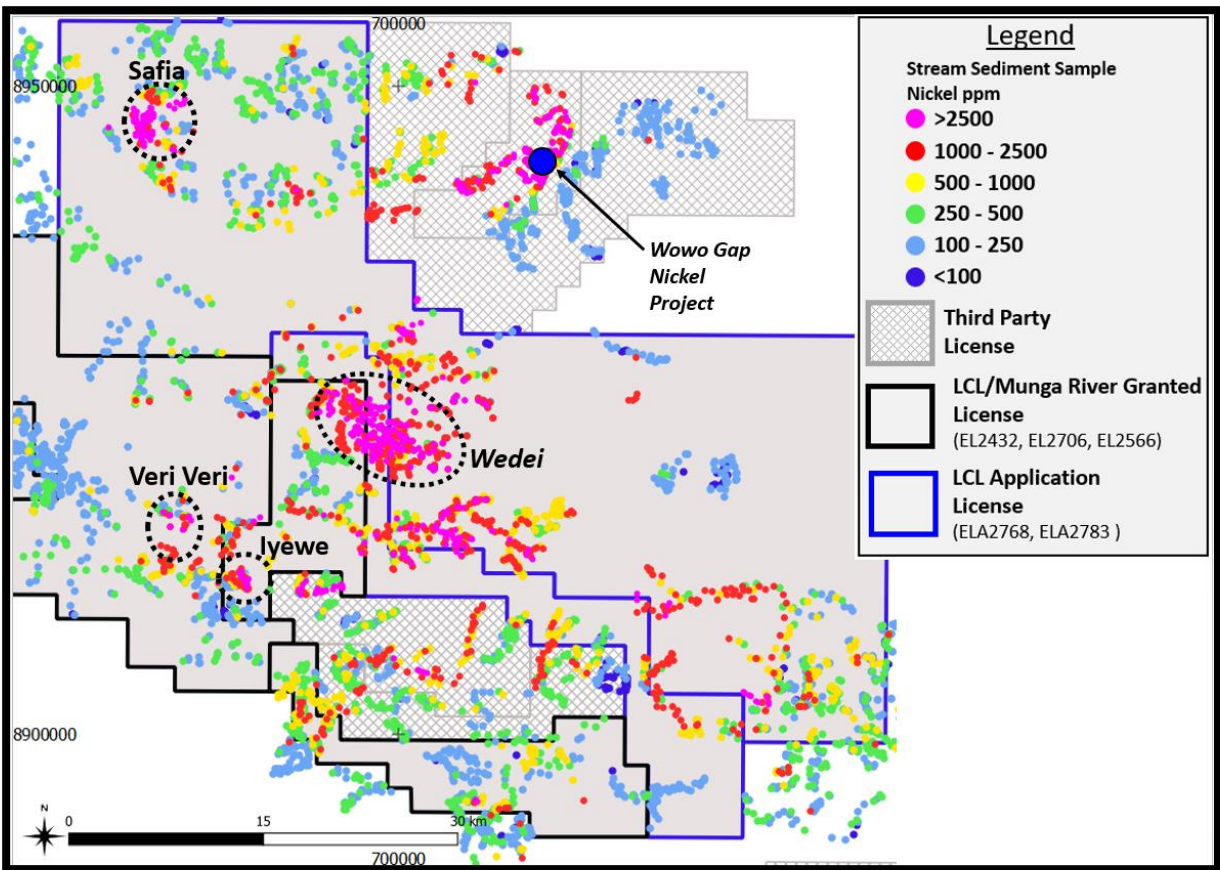 700000
8950000
Safia
Wowo Gap
Nickel
Project
Wedei
Veri Veri
Iyewe
8900000
N
0 15 30 km
700000
Legend
Stream Sediment Sample
Nickel ppm
>2500
1000 - 2500
500 - 1000
250 - 500
100 - 250
<100
Third Party
License
LCL/Munga River Granted
License
(EL2432, EL2706, EL2566)
LCL Application
License
(ELA2768, ELA2783 )